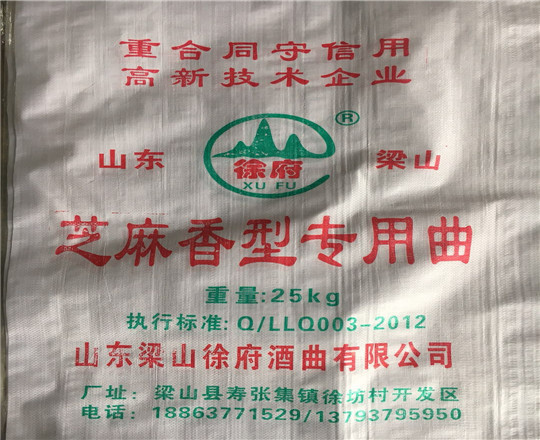 重合同守信用
高新技术企业
®
山东 徐府 梁山
XU FU
芝麻香型专用曲
重量:25kg
执行标准:Q/LLQ003-2012
山东梁山徐府酒曲有限公司
厂址:梁山县寿张集镇徐坊村开发区
电话:18863771529/13793795950